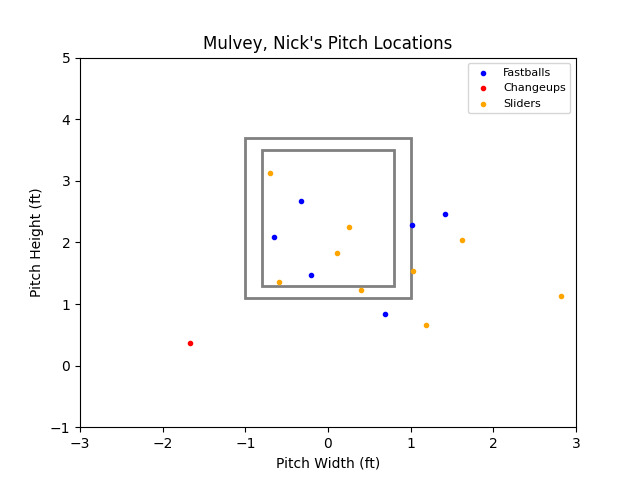 Mulvey, Nick's Pitch Locations
Fastballs
Changeups
Sliders
5
4
3
2
1
0
−1
Pitch Height (ft)
−3
−2
−1
0
1
2
3
Pitch Width (ft)